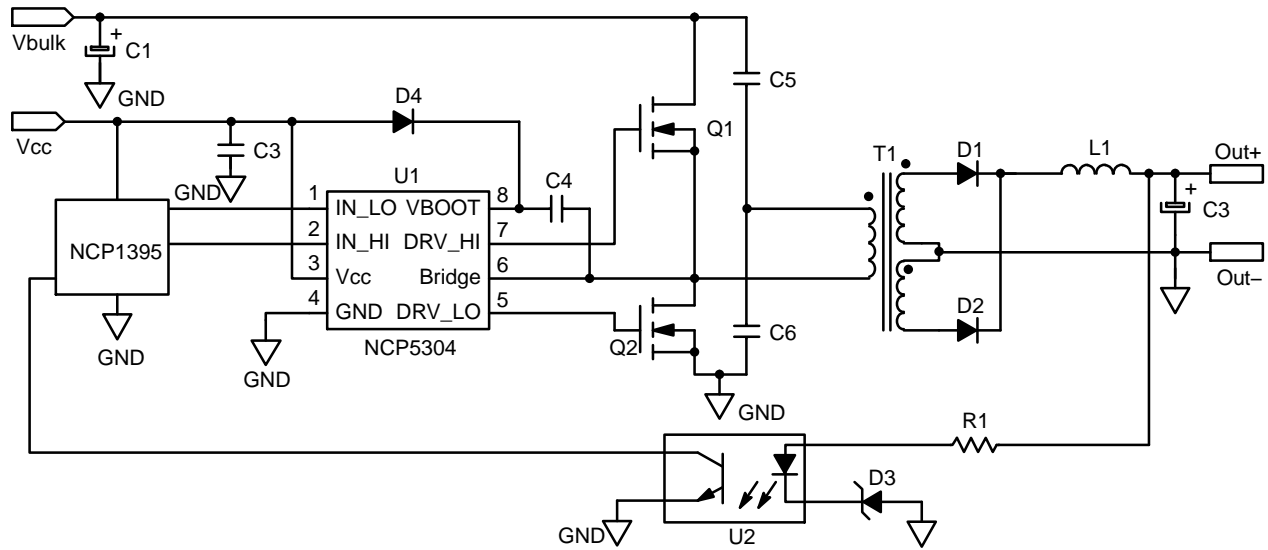 Vbulk
+
C1
GND
C5
D4
Vcc
C3
Q1
T1
D1
L1
Out+
GND
U1
C4
+
C3
1
IN_LO
VBOOT
8
NCP1395
2
IN_HI
DRV_HI
7
3
Vcc
Bridge
6
Out–
4
GND
DRV_LO
5
D2
GND
Q2
C6
NCP5304
GND
GND
R1
D3
GND
U2